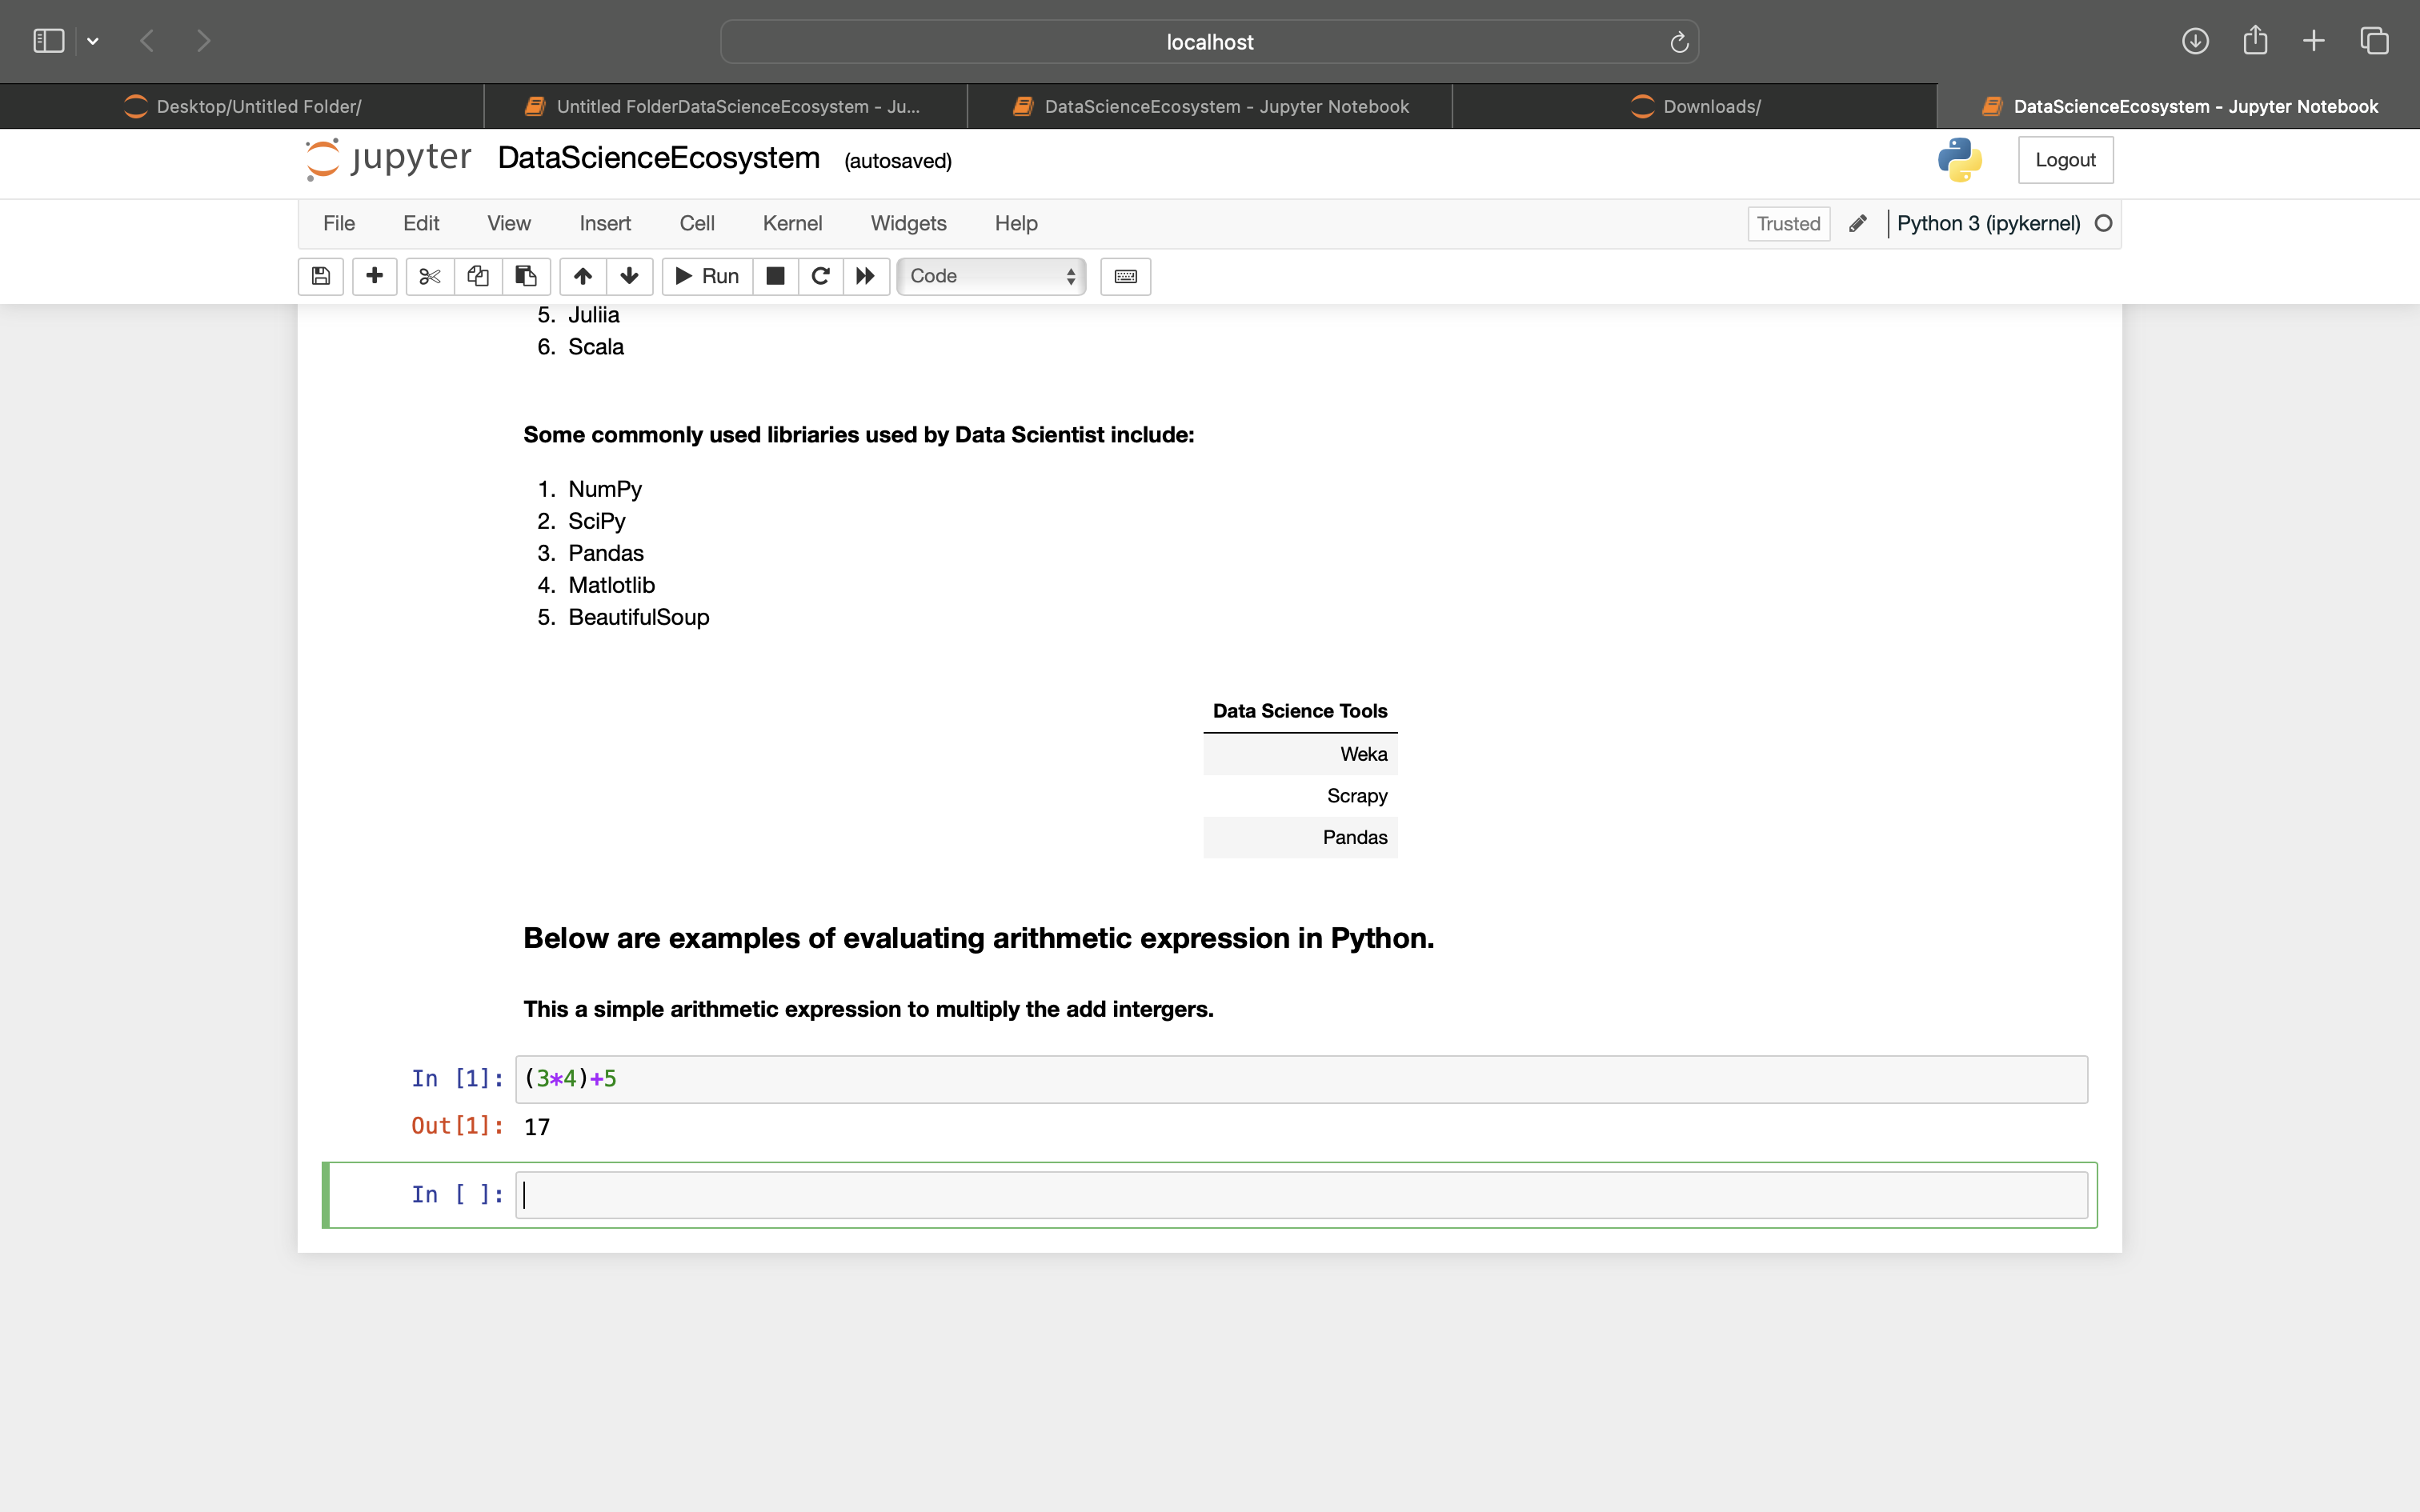 localhost
Desktop/Untitled Folder/
Untitled FolderDataScienceEcosystem - Ju...
DataScienceEcosystem - Jupyter Notebook
Downloads/
DataScienceEcosystem - Jupyter Notebook
jupyter DataScienceEcosystem (autosaved)
Logout
File Edit View Insert Cell Kernel Widgets Help
Trusted
Python 3 (ipykernel)
Run
Code
5. Juliia
6. Scala
Some commonly used libriaries used by Data Scientist include:
1. NumPy
2. SciPy
3. Pandas
4. Matlotlib
5. BeautifulSoup
Data Science Tools
Weka
Scrapy
Pandas
Below are examples of evaluating arithmetic expression in Python.
This a simple arithmetic expression to multiply the add intergers.
In [1]: (3*4)+5
Out[1]: 17
In [ ]: